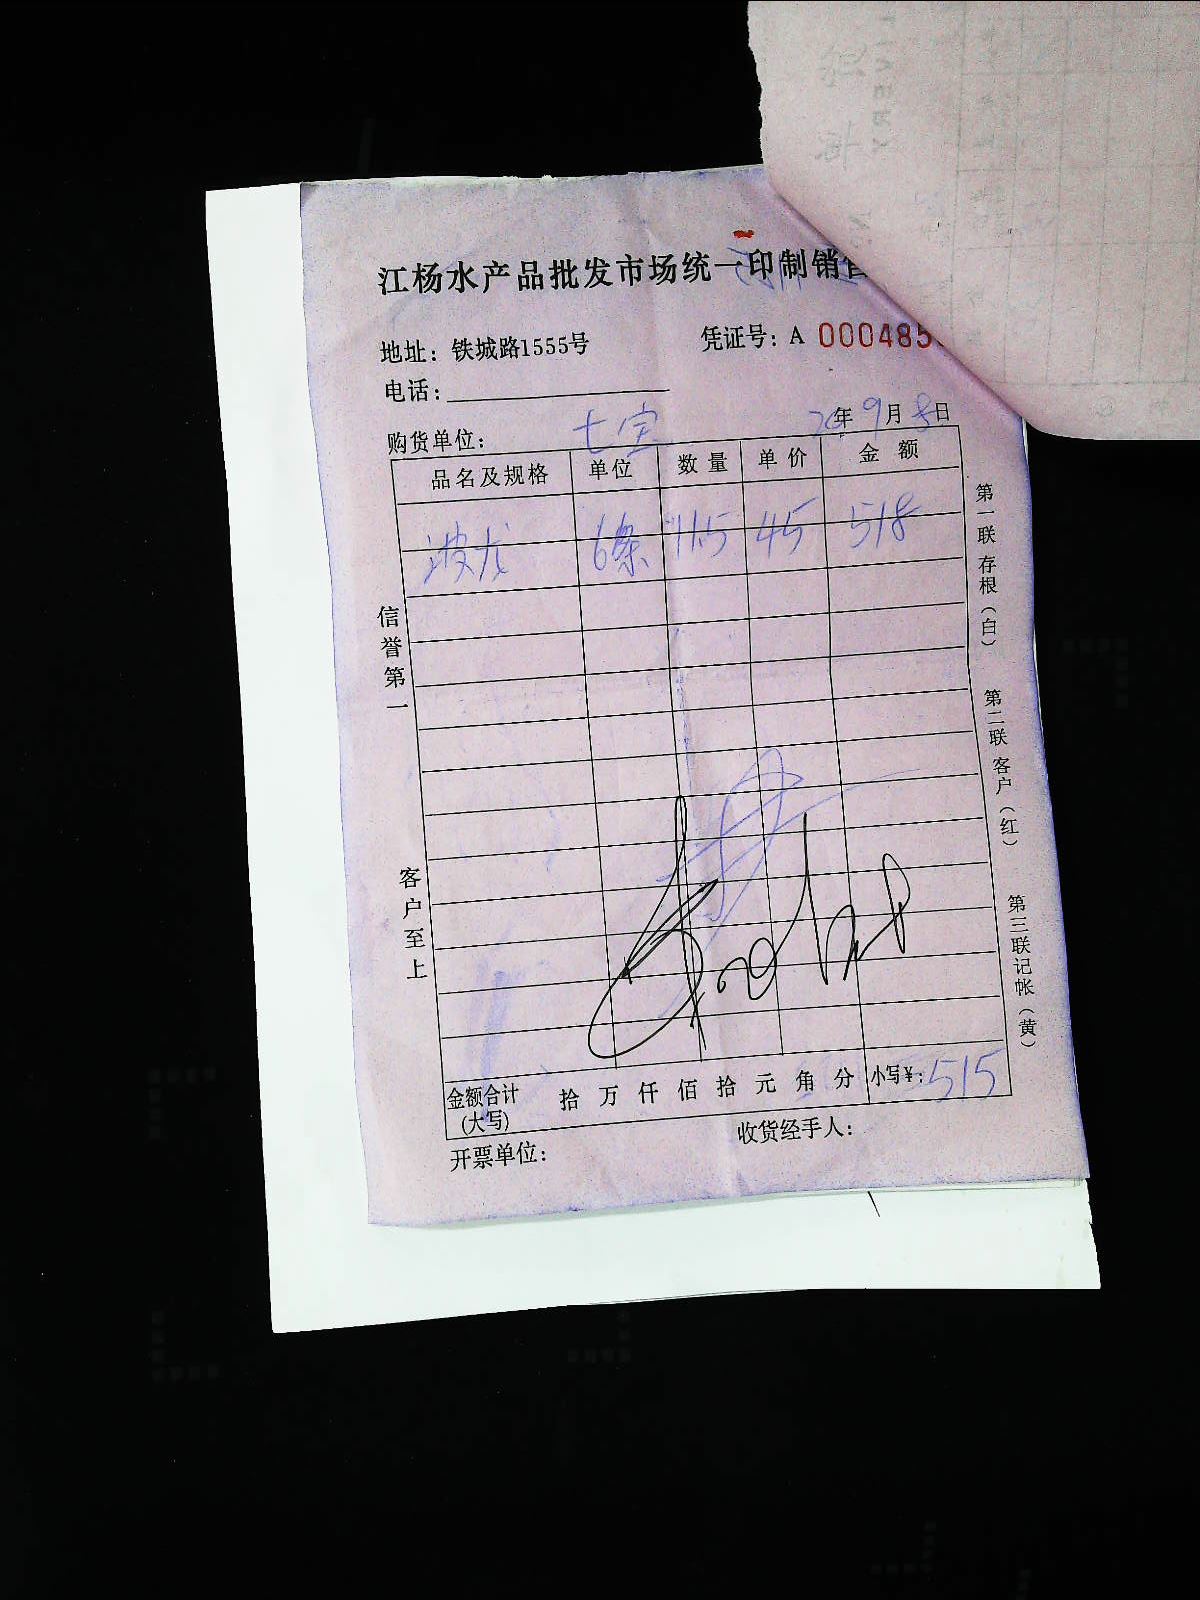 江杨水产品批发市场统一印制销售
地址：铁城路1555号
凭证号：A 000485
电话：
购货单位： 七宝
年 9月 8日
品名及规格 单位 数量 单价 金额
波龙 6条 11.5 45 518
信誉第一
客户至上
第一联 存根（白）
第二联 客户（红）
第三联 记帐（黄）
金额合计 拾 万 仟 佰 拾 元 角 分 小写￥：515
(大写)
开票单位： 收货经手人：